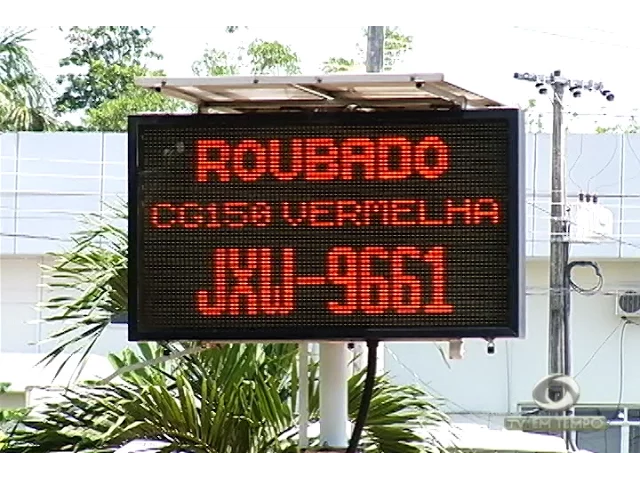 ROUBADO
CG150 VERMELHA
JXW-9661
TV EM TEMPO